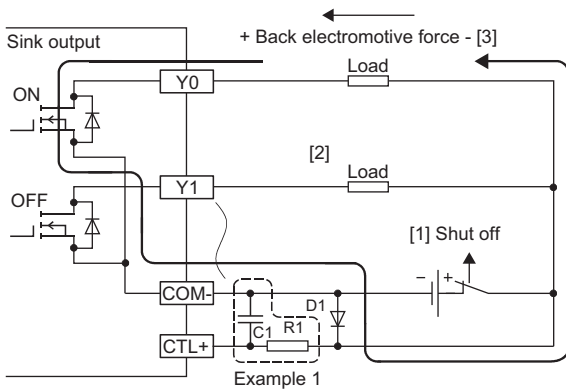 Sink output
+ Back electromotive force - [3]
Y0
Load
ON
[2]
Y1
Load
OFF
[1] Shut off
− +
COM-
D1
C1
R1
CTL+
Example 1